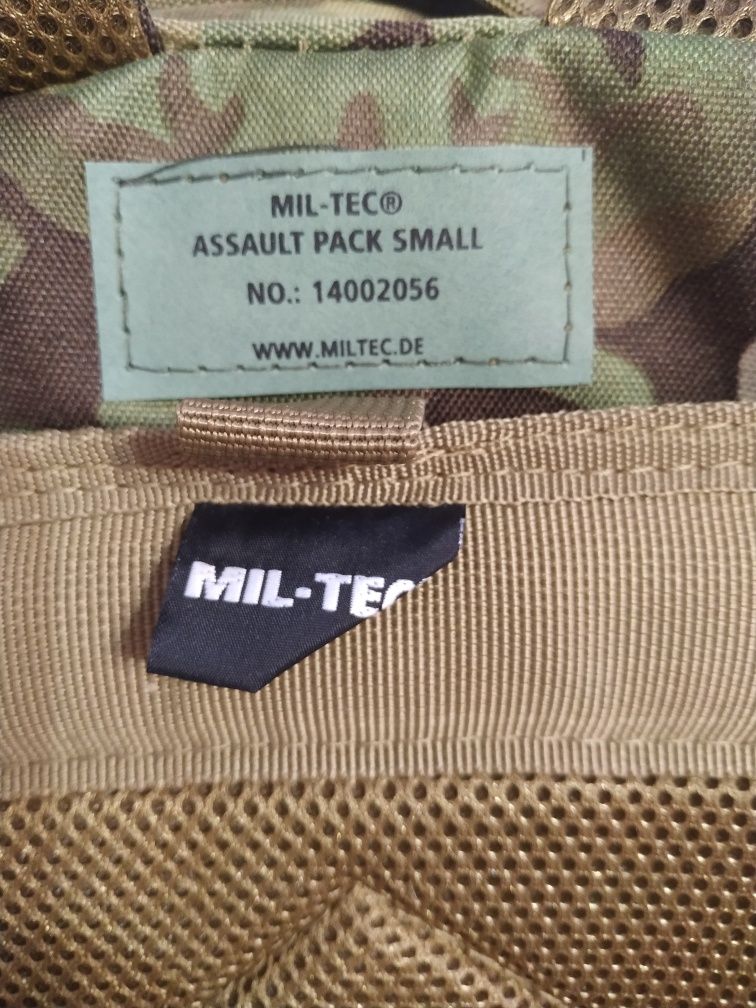 MIL-TEC®
ASSAULT PACK SMALL
NO.: 14002056
WWW.MILTEC.DE
MIL-TEC